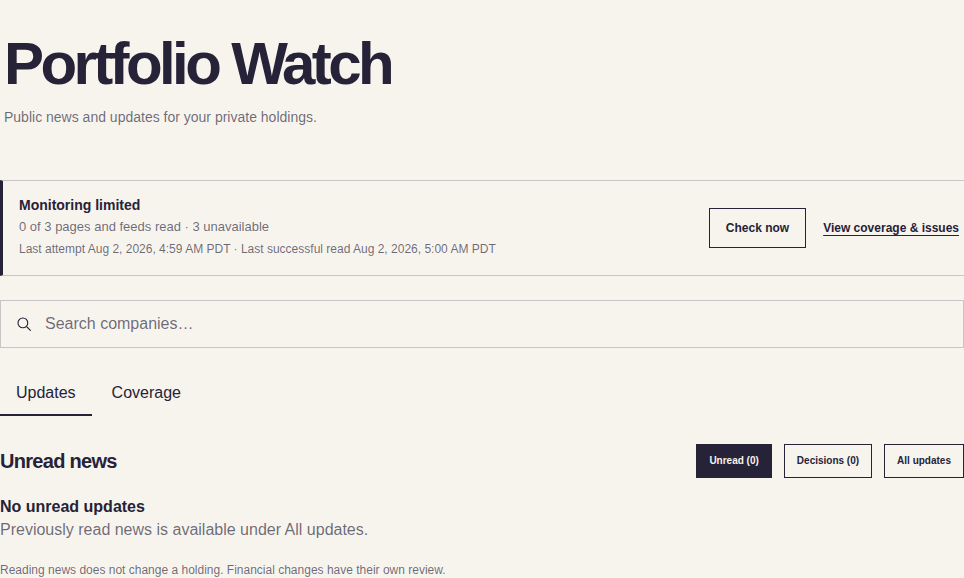 Portfolio Watch
Public news and updates for your private holdings.
Monitoring limited
0 of 3 pages and feeds read · 3 unavailable
Last attempt Aug 2, 2026, 4:59 AM PDT · Last successful read Aug 2, 2026, 5:00 AM PDT
Check now
View coverage & issues
Search companies…
Updates
Coverage
Unread news
Unread (0)
Decisions (0)
All updates
No unread updates
Previously read news is available under All updates.
Reading news does not change a holding. Financial changes have their own review.